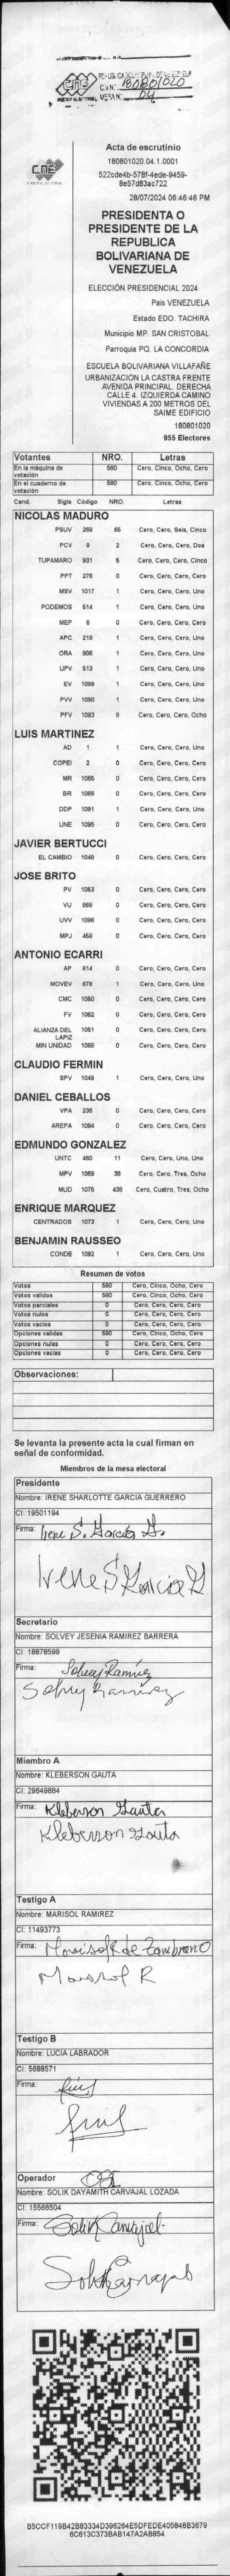 180801020
04
CNE
Acta de escrutinio
180801020.04.1.0001
522cde4b-578f-4ede-9459-
8e57d83ac722
28/07/2024 06:46:46 PM
PRESIDENTA O
PRESIDENTE DE LA
REPUBLICA
BOLIVARIANA DE
VENEZUELA
ELECCIÓN PRESIDENCIAL 2024
Pais VENEZUELA
Estado EDO. TACHIRA
Municipio MP. SAN CRISTOBAL
Parroquia PQ. LA CONCORDIA
ESCUELA BOLIVARIANA VILLAFAÑE
URBANIZACION LA CASTRA FRENTE
AVENIDA PRINCIPAL. DERECHA
CALLE 4. IZQUIERDA CAMINO
VIVIENDAS A 200 METROS DEL
SAIME EDIFICIO
180801020
955 Electores
Votantes NRO. Letras
En la máquina de votación 580 Cero, Cinco, Ocho, Cero
En el cuaderno de votación 580 Cero, Cinco, Ocho, Cero
Cand. Sigla Código NRO. Letras
NICOLAS MADURO
PSUV 269 65 Cero, Cero, Seis, Cinco
PCV 9 2 Cero, Cero, Cero, Dos
TUPAMARO 931 5 Cero, Cero, Cero, Cinco
PPT 276 0 Cero, Cero, Cero, Cero
MSV 1017 1 Cero, Cero, Cero, Uno
PODEMOS 514 1 Cero, Cero, Cero, Uno
MEP 6 0 Cero, Cero, Cero, Cero
APC 219 1 Cero, Cero, Cero, Uno
ORA 906 1 Cero, Cero, Cero, Uno
UPV 513 1 Cero, Cero, Cero, Uno
EV 1089 1 Cero, Cero, Cero, Uno
PVV 1090 1 Cero, Cero, Cero, Uno
PFV 1093 8 Cero, Cero, Cero, Ocho
LUIS MARTINEZ
AD 1 1 Cero, Cero, Cero, Uno
COPEI 2 0 Cero, Cero, Cero, Cero
MR 1055 0 Cero, Cero, Cero, Cero
BR 1066 0 Cero, Cero, Cero, Cero
DDP 1091 1 Cero, Cero, Cero, Uno
UNE 1095 0 Cero, Cero, Cero, Cero
JAVIER BERTUCCI
EL CAMBIO 1048 0 Cero, Cero, Cero, Cero
JOSE BRITO
PV 1053 0 Cero, Cero, Cero, Cero
VU 868 0 Cero, Cero, Cero, Cero
UVV 1096 0 Cero, Cero, Cero, Cero
MPJ 458 0 Cero, Cero, Cero, Cero
ANTONIO ECARRI
AP 814 0 Cero, Cero, Cero, Cero
MOVEV 878 1 Cero, Cero, Cero, Uno
CMC 1050 0 Cero, Cero, Cero, Cero
FV 1062 0 Cero, Cero, Cero, Cero
ALIANZA DEL LAPIZ 1051 0 Cero, Cero, Cero, Cero
MIN UNIDAD 1068 0 Cero, Cero, Cero, Cero
CLAUDIO FERMIN
SPV 1049 1 Cero, Cero, Cero, Uno
DANIEL CEBALLOS
VPA 236 0 Cero, Cero, Cero, Cero
AREPA 1094 0 Cero, Cero, Cero, Cero
EDMUNDO GONZALEZ
UNTC 460 11 Cero, Cero, Uno, Uno
MPV 1069 38 Cero, Cero, Tres, Ocho
MUD 1075 438 Cero, Cuatro, Tres, Ocho
ENRIQUE MARQUEZ
CENTRADOS 1073 1 Cero, Cero, Cero, Uno
BENJAMIN RAUSSEO
CONDE 1092 1 Cero, Cero, Cero, Uno
Resumen de votos
Votos 580 Cero, Cinco, Ocho, Cero
Votos validos 580 Cero, Cinco, Ocho, Cero
Votos parciales 0 Cero, Cero, Cero, Cero
Votos nulos 0 Cero, Cero, Cero, Cero
Votos vacios 0 Cero, Cero, Cero, Cero
Opciones validas 580 Cero, Cinco, Ocho, Cero
Opciones nulas 0 Cero, Cero, Cero, Cero
Opciones vacias 0 Cero, Cero, Cero, Cero
Observaciones:
Se levanta la presente acta la cual firman en
señal de conformidad.
Miembros de la mesa electoral
Presidente
Nombre: IRENE SHARLOTTE GARCIA GUERRERO
CI: 19501194
Firma: Irene S. Garcia G.
Irene S Garcia G
Secretario
Nombre: SOLVEY JESENIA RAMIREZ BARRERA
CI: 18878599
Firma: Solvey Ramirez
Solvey Ramirez
Miembro A
Nombre: KLEBERSON GAUTA
CI: 29649884
Firma: Kleberson Gauta
Kleberson Gauta
Testigo A
Nombre: MARISOL RAMIREZ
CI: 11493773
Firma: Marisol R de Zambrano
Marisol R
Testigo B
Nombre: LUCIA LABRADOR
CI: 5688571
Firma:
Operador
Nombre: SOLIK DAYAMITH CARVAJAL LOZADA
CI: 15566504
Firma: Solik Carvajal
Solik Carvajal
B5CCF119B42B83334D396264E5DFEDE405848B3679
6C613C373BAB147A2AB854